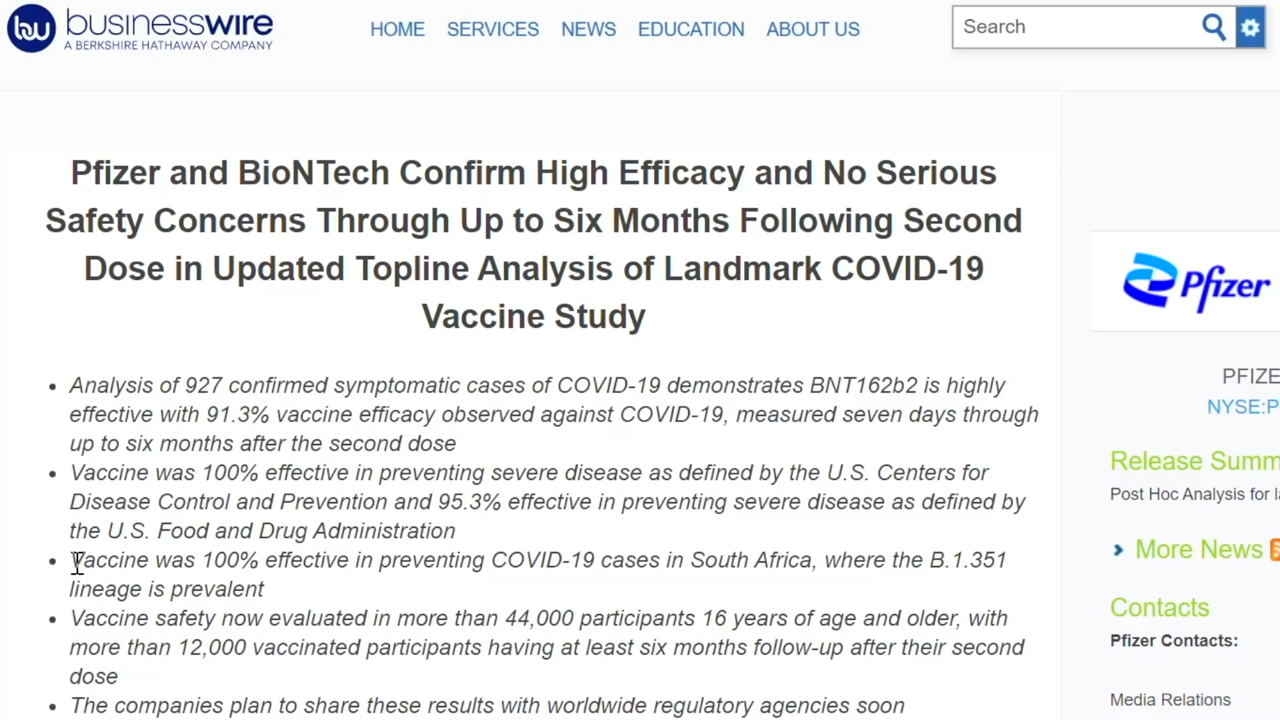 businesswire
A BERKSHIRE HATHAWAY COMPANY
HOME SERVICES NEWS EDUCATION ABOUT US
Search
Pfizer and BioNTech Confirm High Efficacy and No Serious
Safety Concerns Through Up to Six Months Following Second
Dose in Updated Topline Analysis of Landmark COVID-19
Vaccine Study
• Analysis of 927 confirmed symptomatic cases of COVID-19 demonstrates BNT162b2 is highly
effective with 91.3% vaccine efficacy observed against COVID-19, measured seven days through
up to six months after the second dose
• Vaccine was 100% effective in preventing severe disease as defined by the U.S. Centers for
Disease Control and Prevention and 95.3% effective in preventing severe disease as defined by
the U.S. Food and Drug Administration
• Vaccine was 100% effective in preventing COVID-19 cases in South Africa, where the B.1.351
lineage is prevalent
• Vaccine safety now evaluated in more than 44,000 participants 16 years of age and older, with
more than 12,000 vaccinated participants having at least six months follow-up after their second
dose
• The companies plan to share these results with worldwide regulatory agencies soon
Pfizer
PFIZE
NYSE:P
Release Summ
Post Hoc Analysis for l
More News
Contacts
Pfizer Contacts:
Media Relations